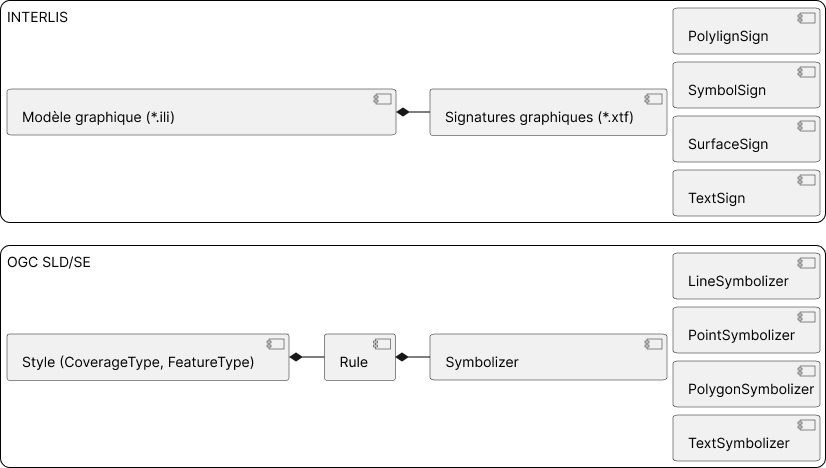 INTERLIS
Modèle graphique (*.ili)
Signatures graphiques (*.xtf)
PolylignSign
SymbolSign
SurfaceSign
TextSign
OGC SLD/SE
Style (CoverageType, FeatureType)
Rule
Symbolizer
LineSymbolizer
PointSymbolizer
PolygonSymbolizer
TextSymbolizer